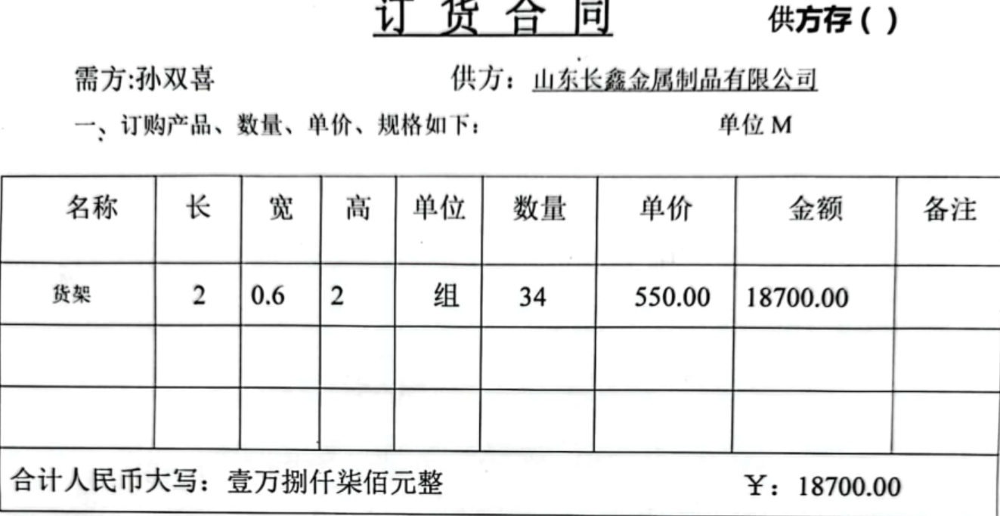 订货合同 供方存( )
需方:孙双喜 供方：山东长鑫金属制品有限公司
一、订购产品、数量、单价、规格如下： 单位 M
名称 长 宽 高 单位 数量 单价 金额 备注
货架 2 0.6 2 组 34 550.00 18700.00
合计人民币大写：壹万捌仟柒佰元整 ￥：18700.00